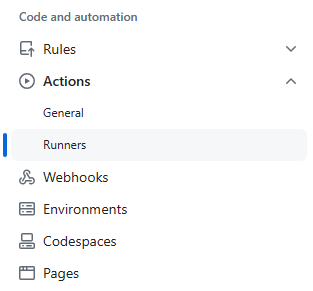 Code and automation
Rules
Actions
General
Runners
Webhooks
Environments
Codespaces
Pages